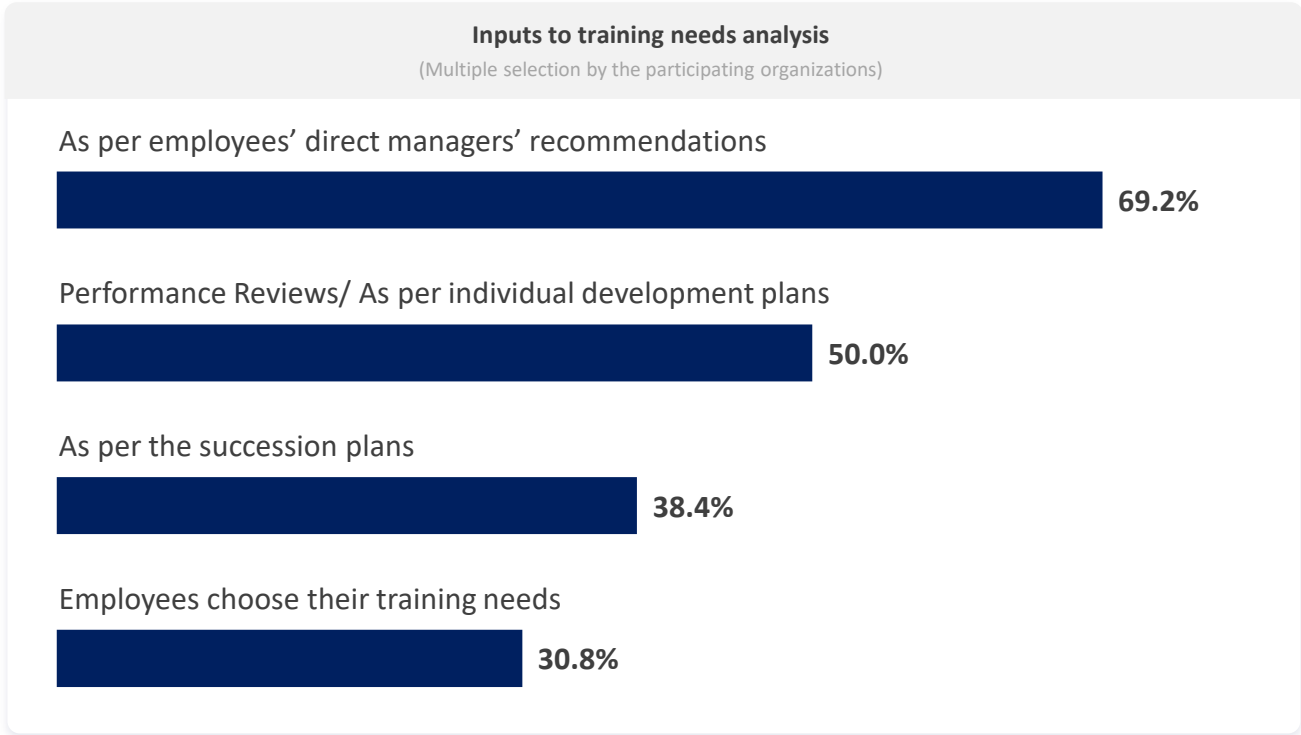 Inputs to training needs analysis
(Multiple selection by the participating organizations)
As per employees’ direct managers’ recommendations
69.2%
Performance Reviews/ As per individual development plans
50.0%
As per the succession plans
38.4%
Employees choose their training needs
30.8%